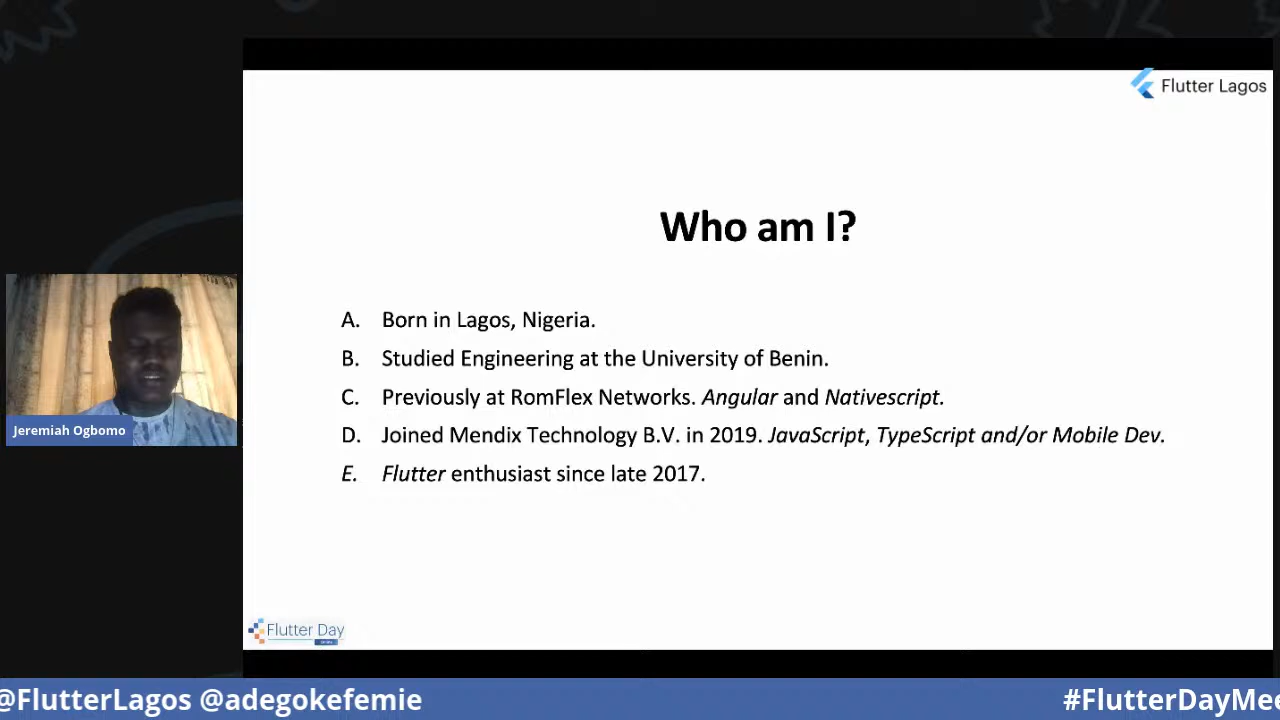 Flutter Lagos
Who am I?
A. Born in Lagos, Nigeria.
B. Studied Engineering at the University of Benin.
C. Previously at RomFlex Networks. Angular and Nativescript.
D. Joined Mendix Technology B.V. in 2019. JavaScript, TypeScript and/or Mobile Dev.
E. Flutter enthusiast since late 2017.
Jeremiah Ogbomo
Flutter Day
@FlutterLagos @adegokefemie #FlutterDayMee